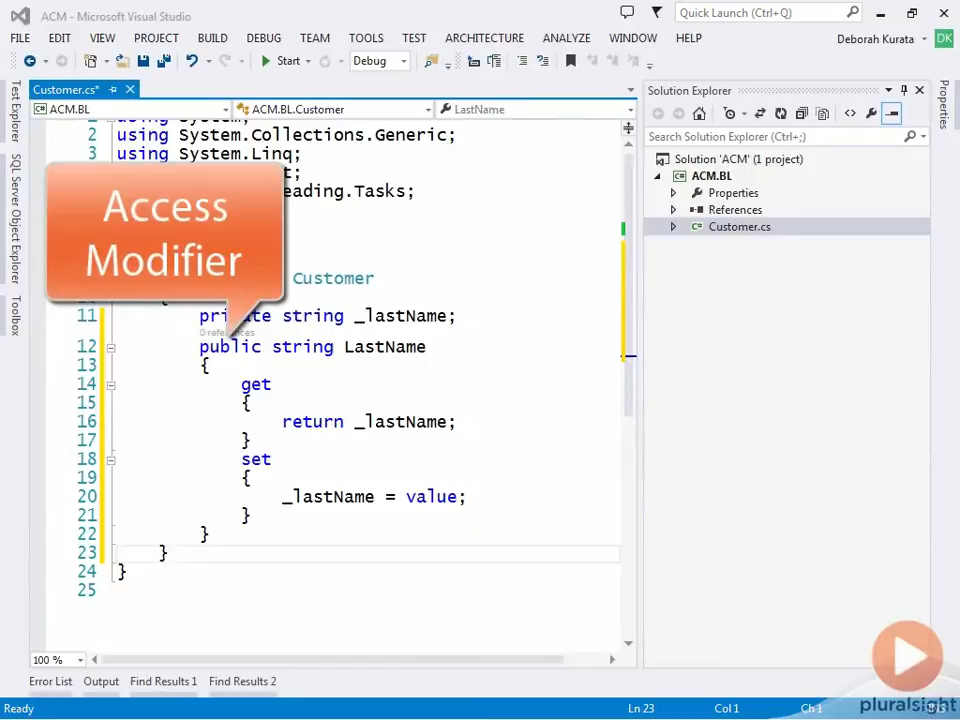 ACM - Microsoft Visual Studio
Quick Launch (Ctrl+Q)
FILE EDIT VIEW PROJECT BUILD DEBUG TEAM TOOLS TEST ARCHITECTURE ANALYZE WINDOW HELP
Deborah Kurata DK
Start Debug
Customer.cs*
ACM.BL ACM.BL.Customer LastName
Test Explorer
SQL Server Object Explorer
Toolbox
2 using System.Collections.Generic;
3 using System.Linq;
Access
Modifier
Customer
11 private string _lastName;
0 references
12 public string LastName
13 {
14 get
15 {
16 return _lastName;
17 }
18 set
19 {
20 _lastName = value;
21 }
22 }
23 }
24 }
25
100 %
Error List Output Find Results 1 Find Results 2
Solution Explorer
Search Solution Explorer (Ctrl+;)
Solution 'ACM' (1 project)
ACM.BL
Properties
References
Customer.cs
Properties
Ready Ln 23 Col 1 Ch 1
pluralsight